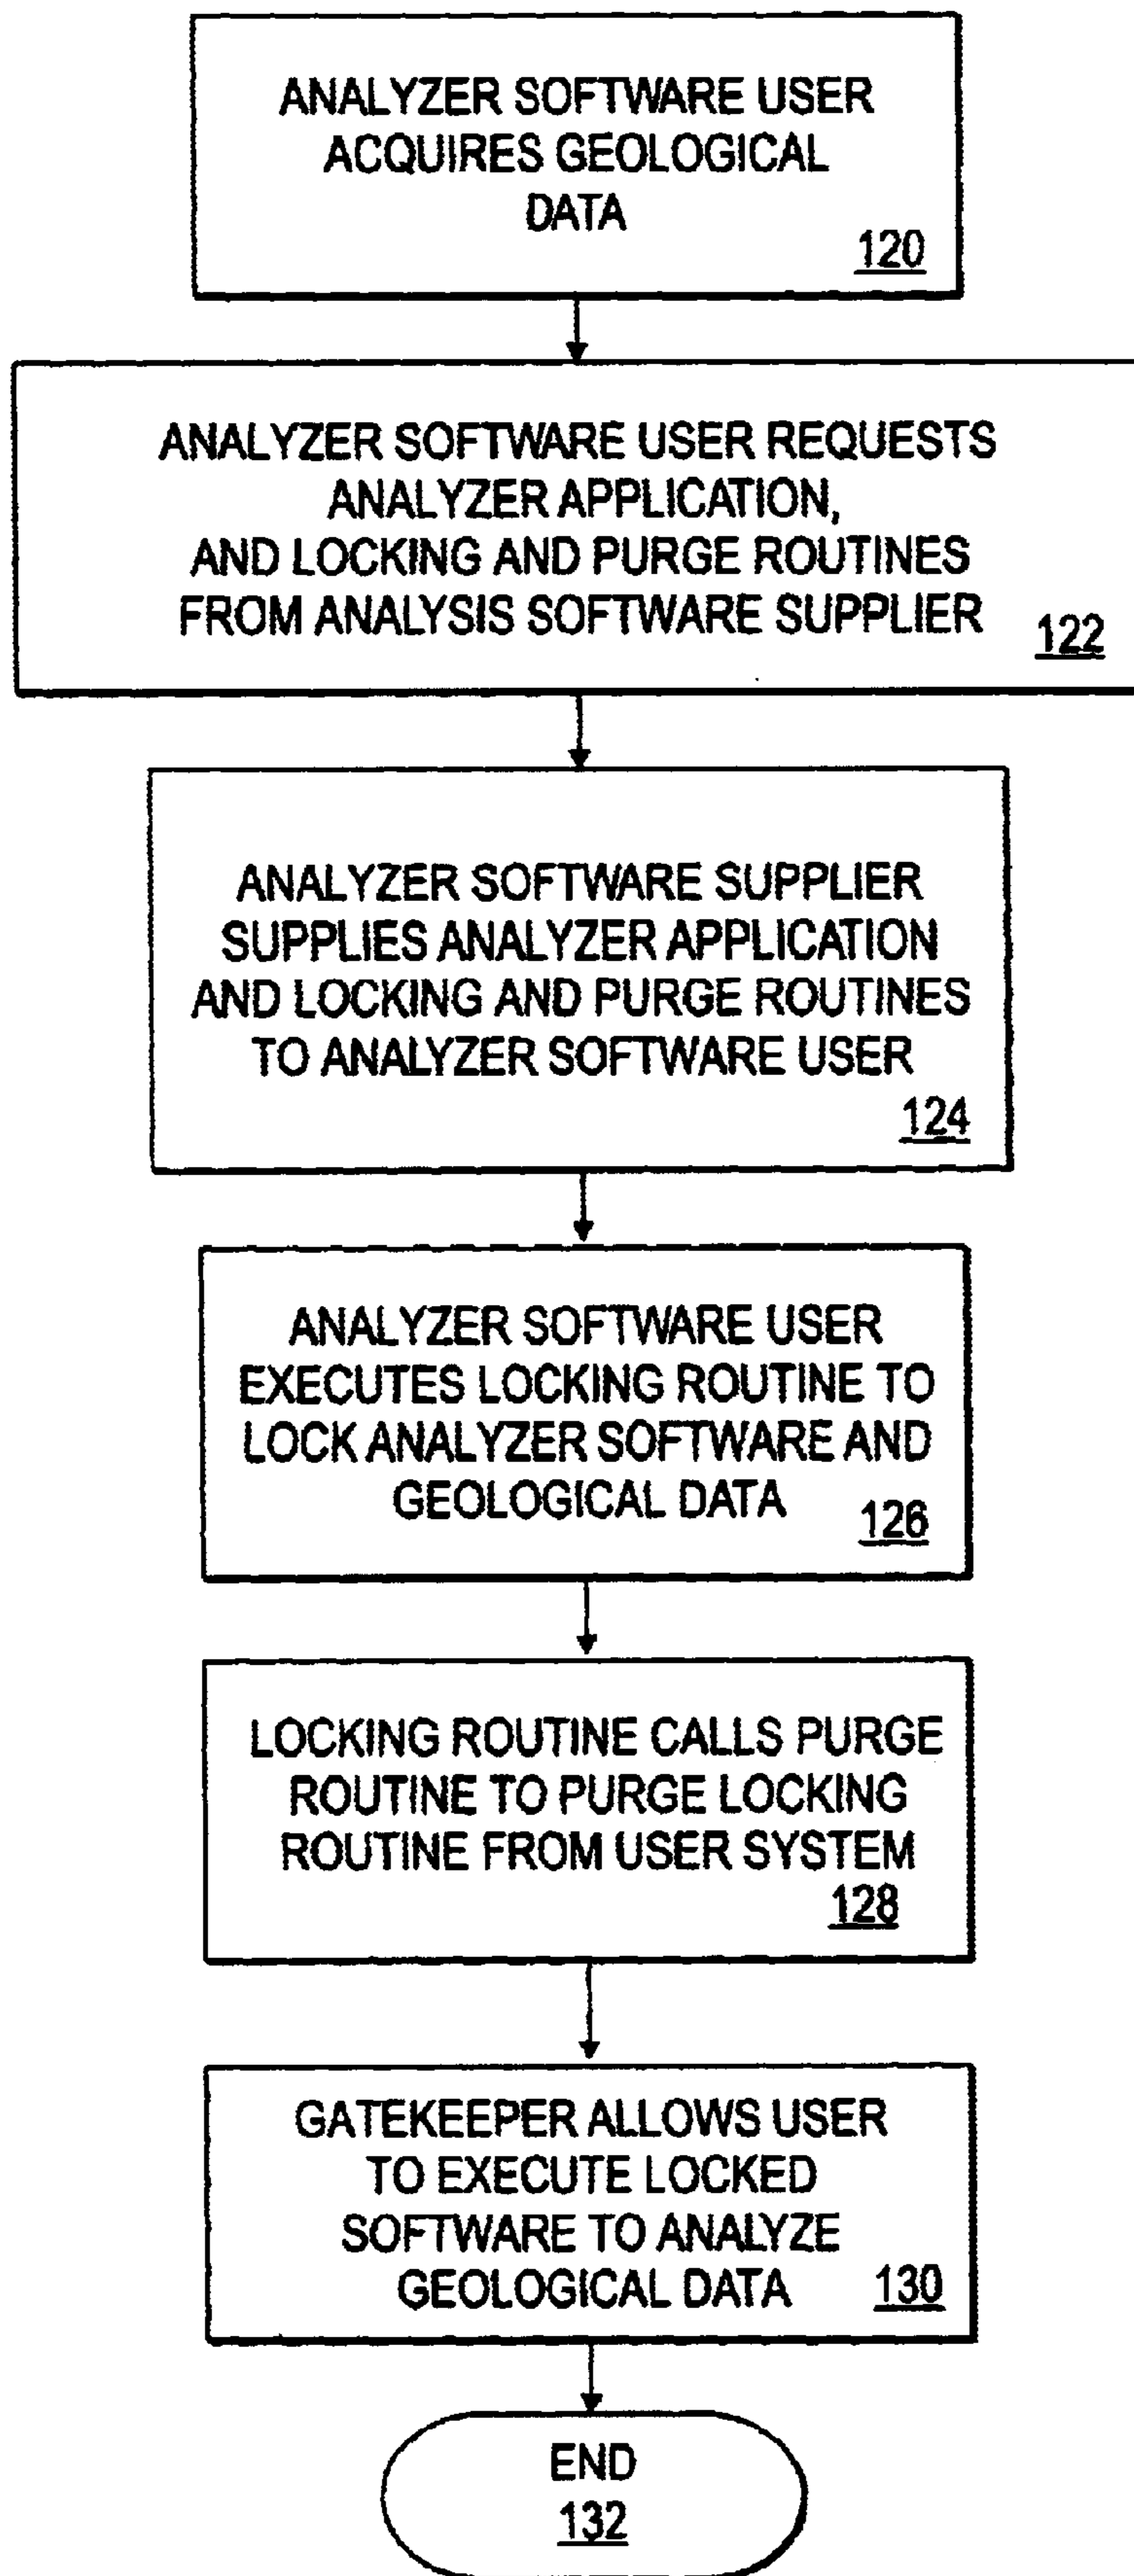 ANALYZER SOFTWARE USER
ACQUIRES GEOLOGICAL
DATA
120
ANALYZER SOFTWARE USER REQUESTS
ANALYZER APPLICATION,
AND LOCKING AND PURGE ROUTINES
FROM ANALYSIS SOFTWARE SUPPLIER
122
ANALYZER SOFTWARE SUPPLIER
SUPPLIES ANALYZER APPLICATION
AND LOCKING AND PURGE ROUTINES
TO ANALYZER SOFTWARE USER
124
ANALYZER SOFTWARE USER
EXECUTES LOCKING ROUTINE TO
LOCK ANALYZER SOFTWARE AND
GEOLOGICAL DATA
126
LOCKING ROUTINE CALLS PURGE
ROUTINE TO PURGE LOCKING
ROUTINE FROM USER SYSTEM
128
GATEKEEPER ALLOWS USER
TO EXECUTE LOCKED
SOFTWARE TO ANALYZE
GEOLOGICAL DATA
130
END
132